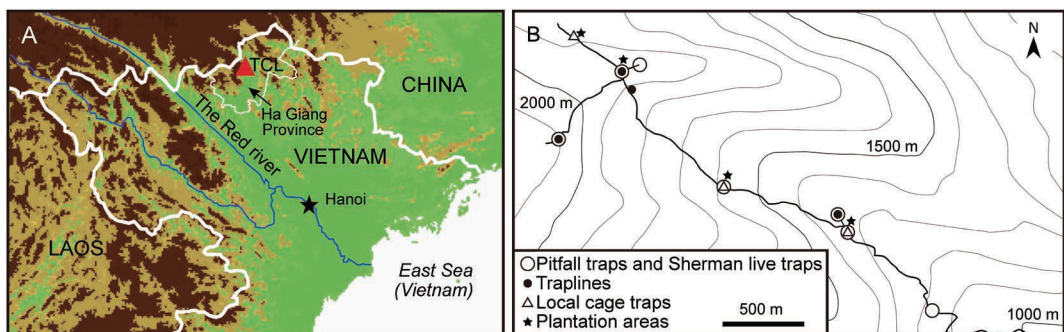 A
TCL
CHINA
Ha Giang
Province
The Red river
VIETNAM
Hanoi
LAOS
East Sea
(Vietnam)
B
N
2000 m
1500 m
Pitfall traps and Sherman live traps
Traplines
Local cage traps
Plantation areas
500 m
1000 m